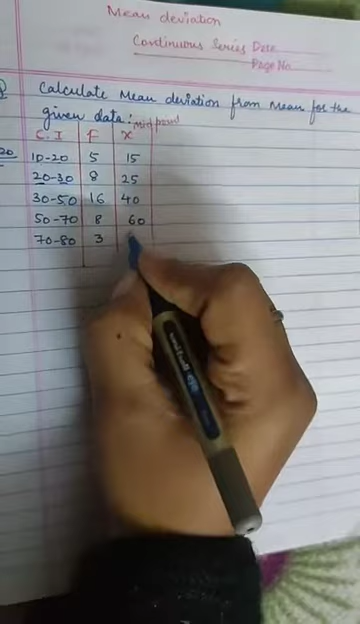 Mean deviation
Continuous Series Date
Page No
Calculate Mean deviation from Mean for the
given data: mid point
C.I F X
10-20 5 15
20-30 8 25
30-50 16 40
50-70 8 60
70-80 3